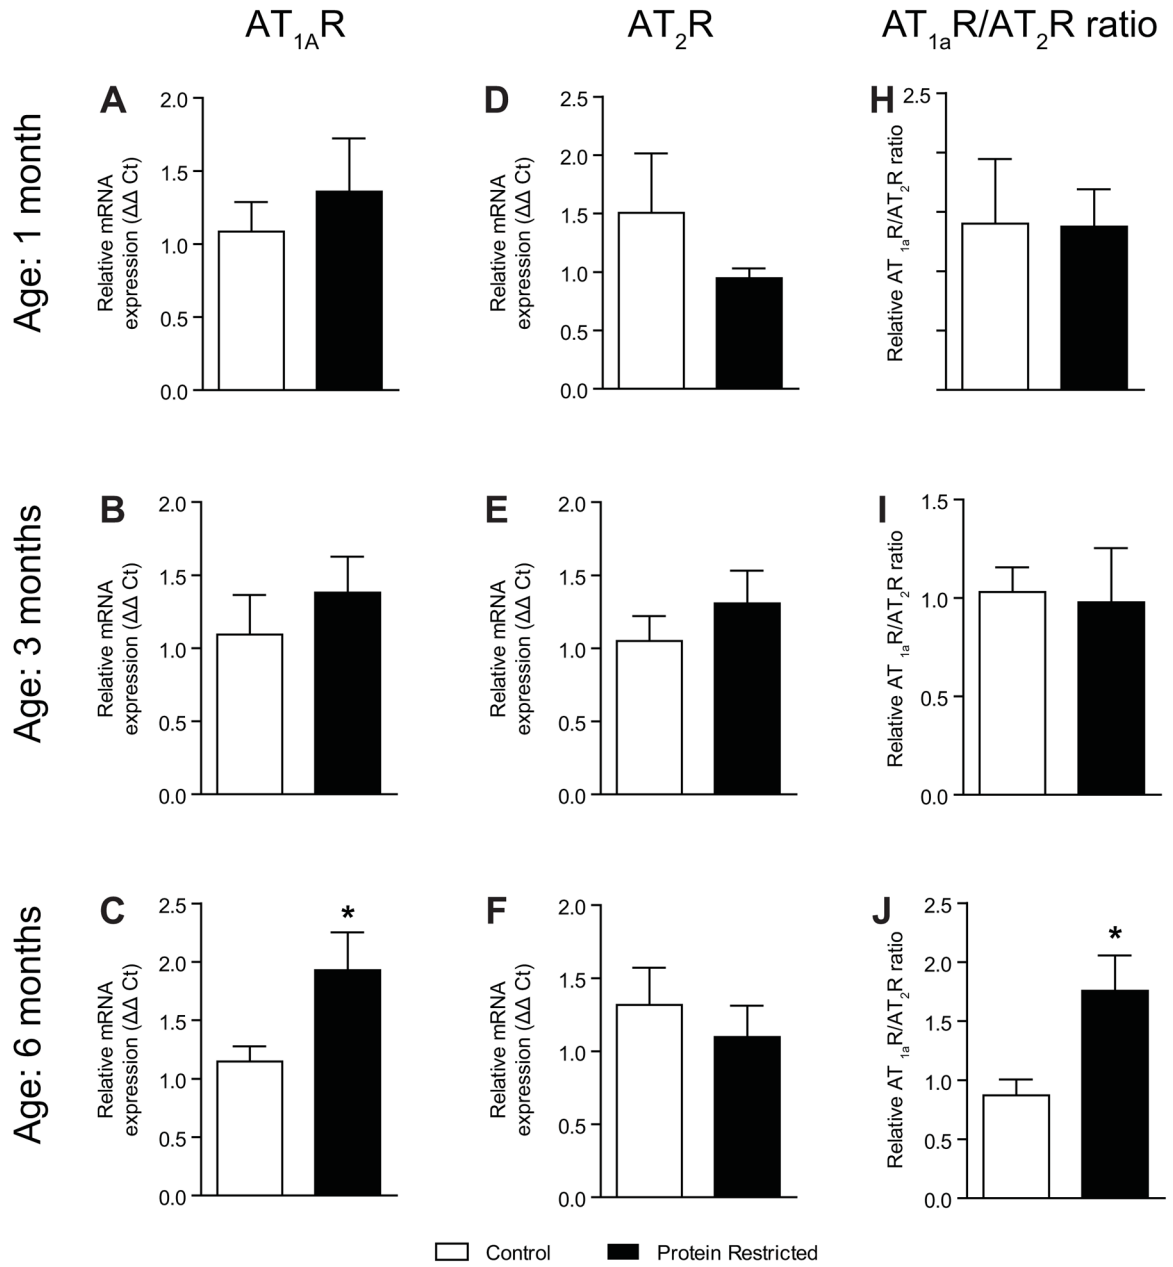 AT1AR
AT2R
AT1aR/AT2R ratio
Age: 1 month
A
Relative mRNA
expression (ΔΔ Ct)
2.0
1.5
1.0
0.5
0.0
D
Relative mRNA
expression (ΔΔ Ct)
2.5
2.0
1.5
1.0
0.5
0.0
H
Relative AT 1aR/AT2R ratio
2.5
Age: 3 months
B
Relative mRNA
expression (ΔΔ Ct)
2.0
1.5
1.0
0.5
0.0
E
Relative mRNA
expression (ΔΔ Ct)
2.0
1.5
1.0
0.5
0.0
I
Relative AT 1aR/AT2R ratio
1.5
1.0
0.5
0.0
Age: 6 months
C
Relative mRNA
expression (ΔΔ Ct)
2.5
2.0
1.5
1.0
0.5
0.0
*
F
Relative mRNA
expression (ΔΔ Ct)
2.0
1.5
1.0
0.5
0.0
J
Relative AT 1aR/AT2R ratio
2.5
2.0
1.5
1.0
0.5
0.0
*
Control
Protein Restricted